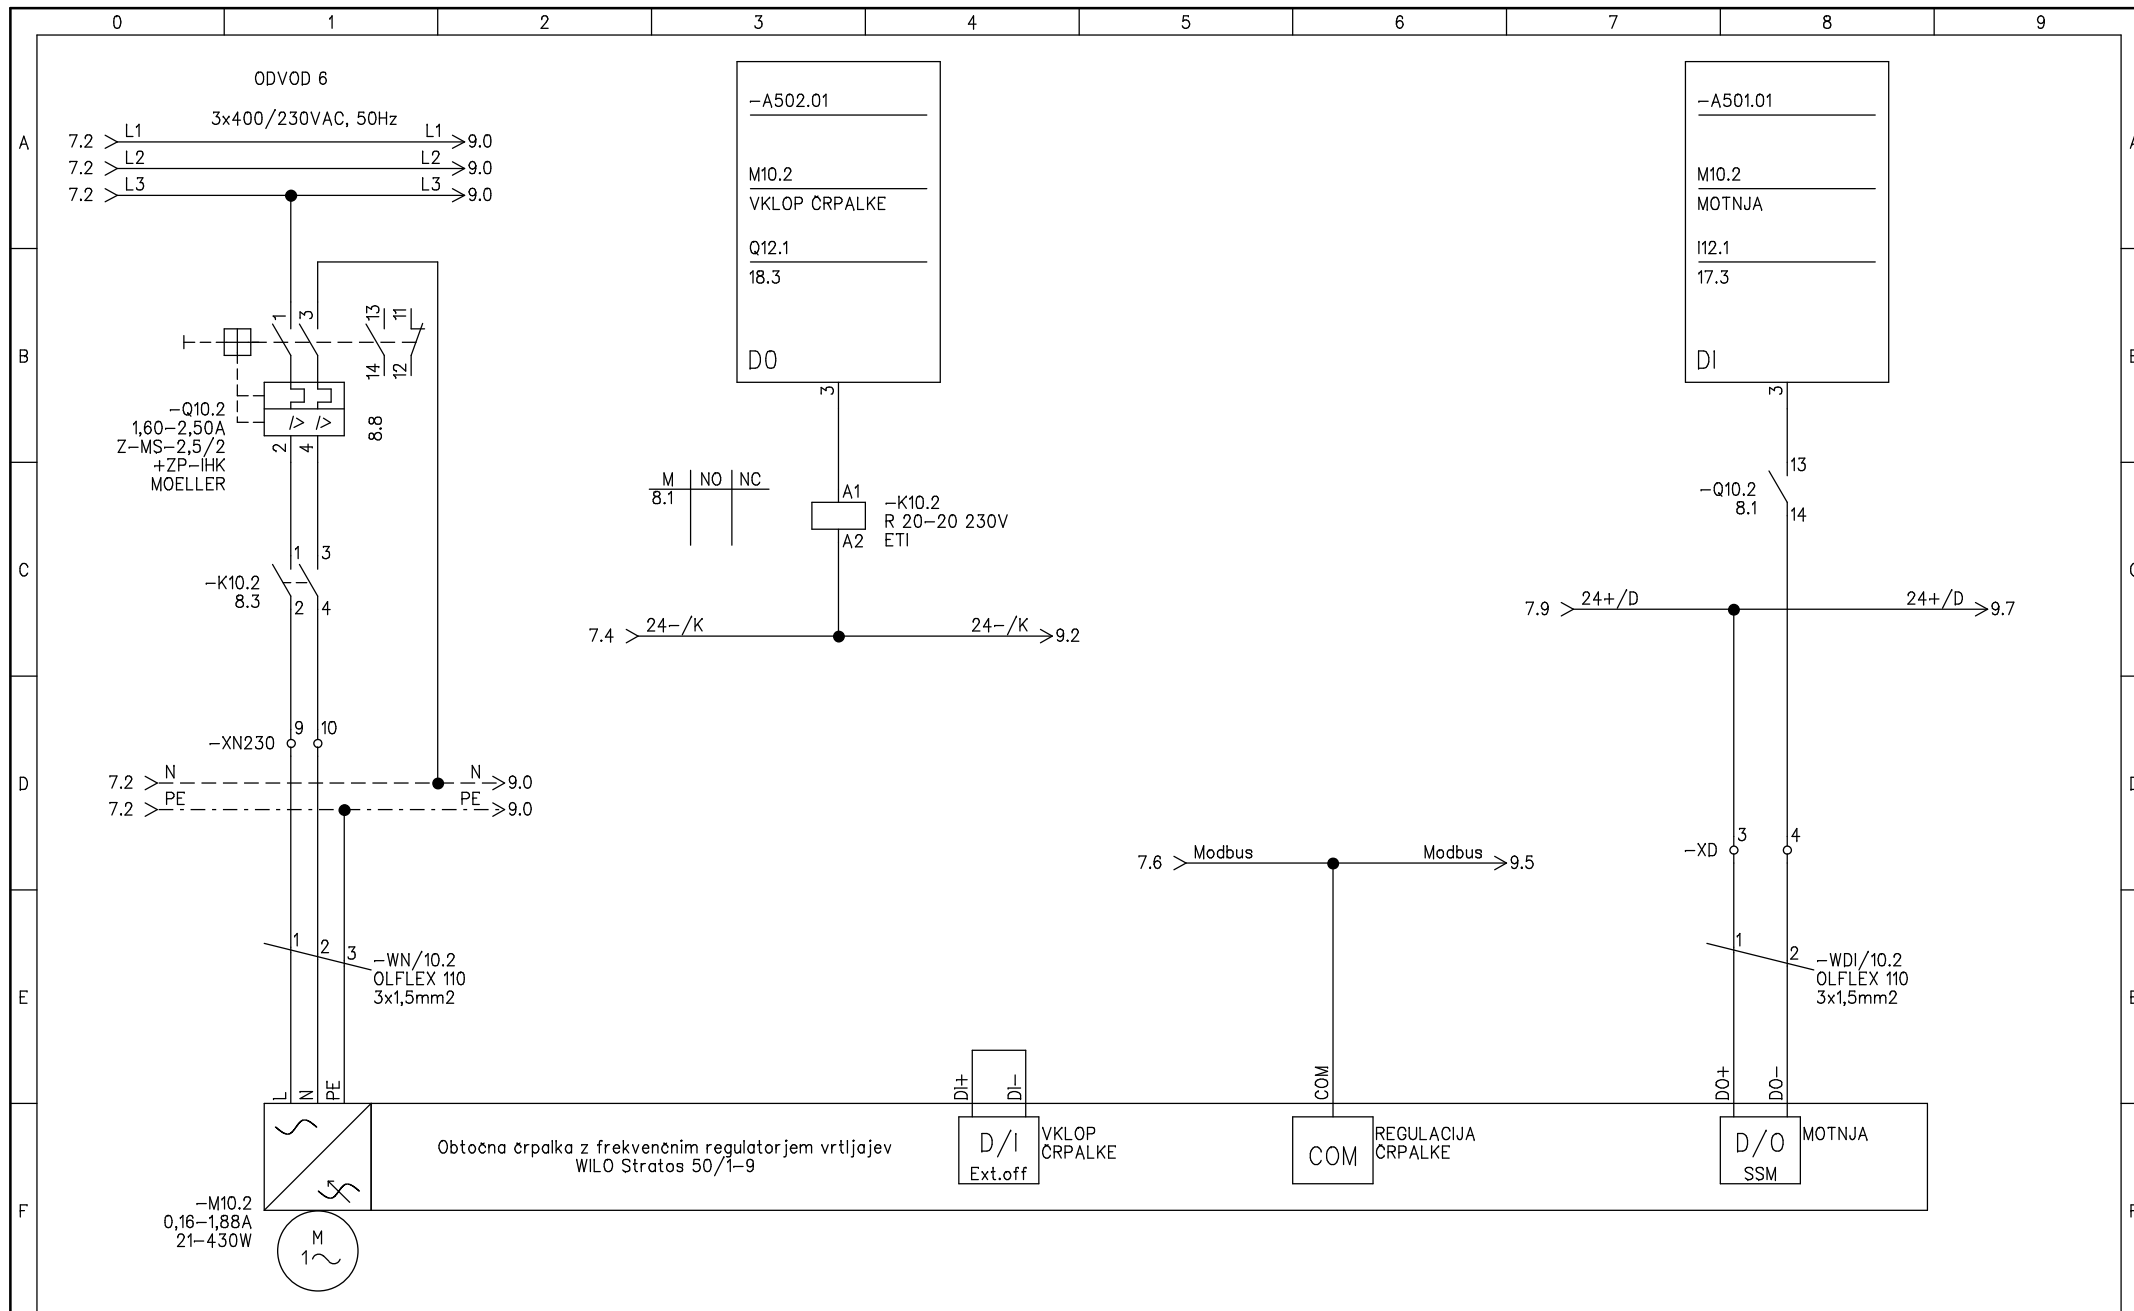 0 1 2 3 4 5 6 7 8 9
ODVOD 6
3x400/230VAC, 50Hz
A
7.2 L1 L1 9.0
7.2 L2 L2 9.0
7.2 L3 L3 9.0
-A502.01
M10.2
VKLOP ČRPALKE
Q12.1
18.3
DO
3
-A501.01
M10.2
MOTNJA
I12.1
17.3
DI
3
A
B
1 3 13 11
14 12
-Q10.2
1,60-2,50A
Z-MS-2,5/2
+ZP-IHK
MOELLER
I> I>
2 4
8.8
M NO NC
8.1
A1
A2
-K10.2
R 20-20 230V
ETI
13
-Q10.2
8.1
14
C
1 3
-K10.2
8.3
2 4
7.4 24-/K 24-/K 9.2
7.9 24+/D 24+/D 9.7
9 10
-XN230
D
7.2 N N 9.0
7.2 PE PE 9.0
7.6 Modbus Modbus 9.5
3 4
-XD
D
E
1 2 3
-WN/10.2
OLFLEX 110
3x1,5mm2
1 2
-WDI/10.2
OLFLEX 110
3x1,5mm2
L N PE
DI+ DI-
COM
DO+ DO-
Obtočna črpalka z frekvenčnim regulatorjem vrtljajev
WILO Stratos 50/1-9
D/I
Ext.off
VKLOP
ČRPALKE
COM
REGULACIJA
ČRPALKE
D/O
SSM
MOTNJA
F
-M10.2
0,16-1,88A
21-430W
M
1~